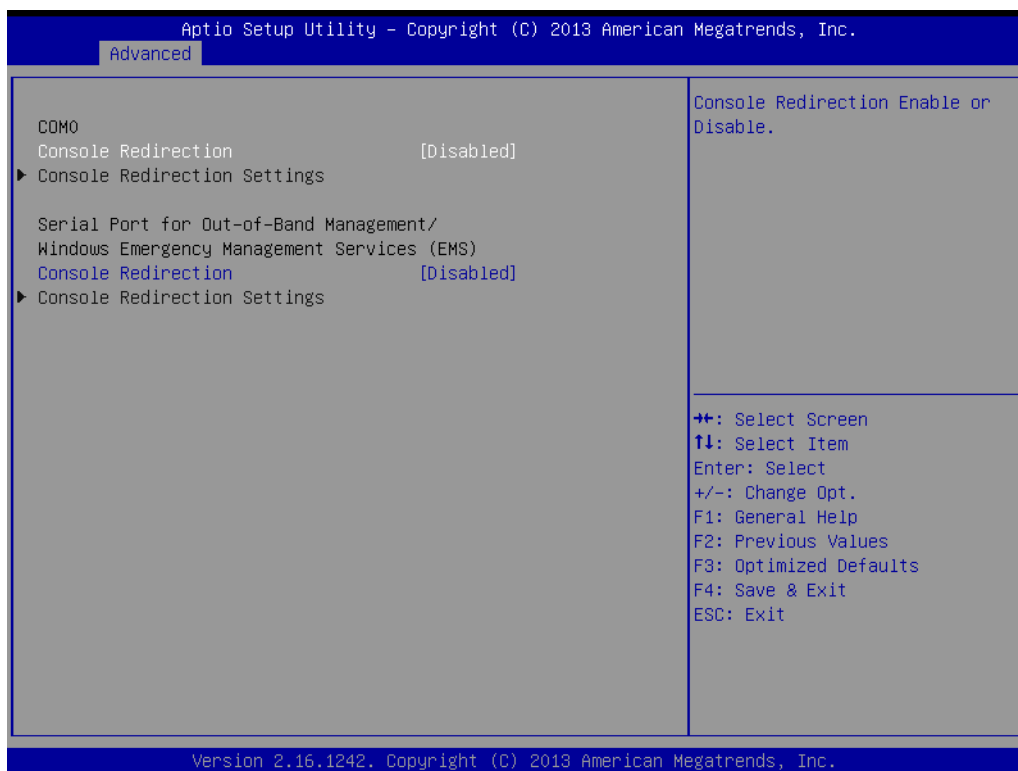 Aptio Setup Utility – Copyright (C) 2013 American Megatrends, Inc.
Advanced
COM0
Console Redirection [Disabled]
▶ Console Redirection Settings
Serial Port for Out-of-Band Management/
Windows Emergency Management Services (EMS)
Console Redirection [Disabled]
▶ Console Redirection Settings
Console Redirection Enable or
Disable.
→←: Select Screen
↑↓: Select Item
Enter: Select
+/-: Change Opt.
F1: General Help
F2: Previous Values
F3: Optimized Defaults
F4: Save & Exit
ESC: Exit
Version 2.16.1242. Copyright (C) 2013 American Megatrends, Inc.